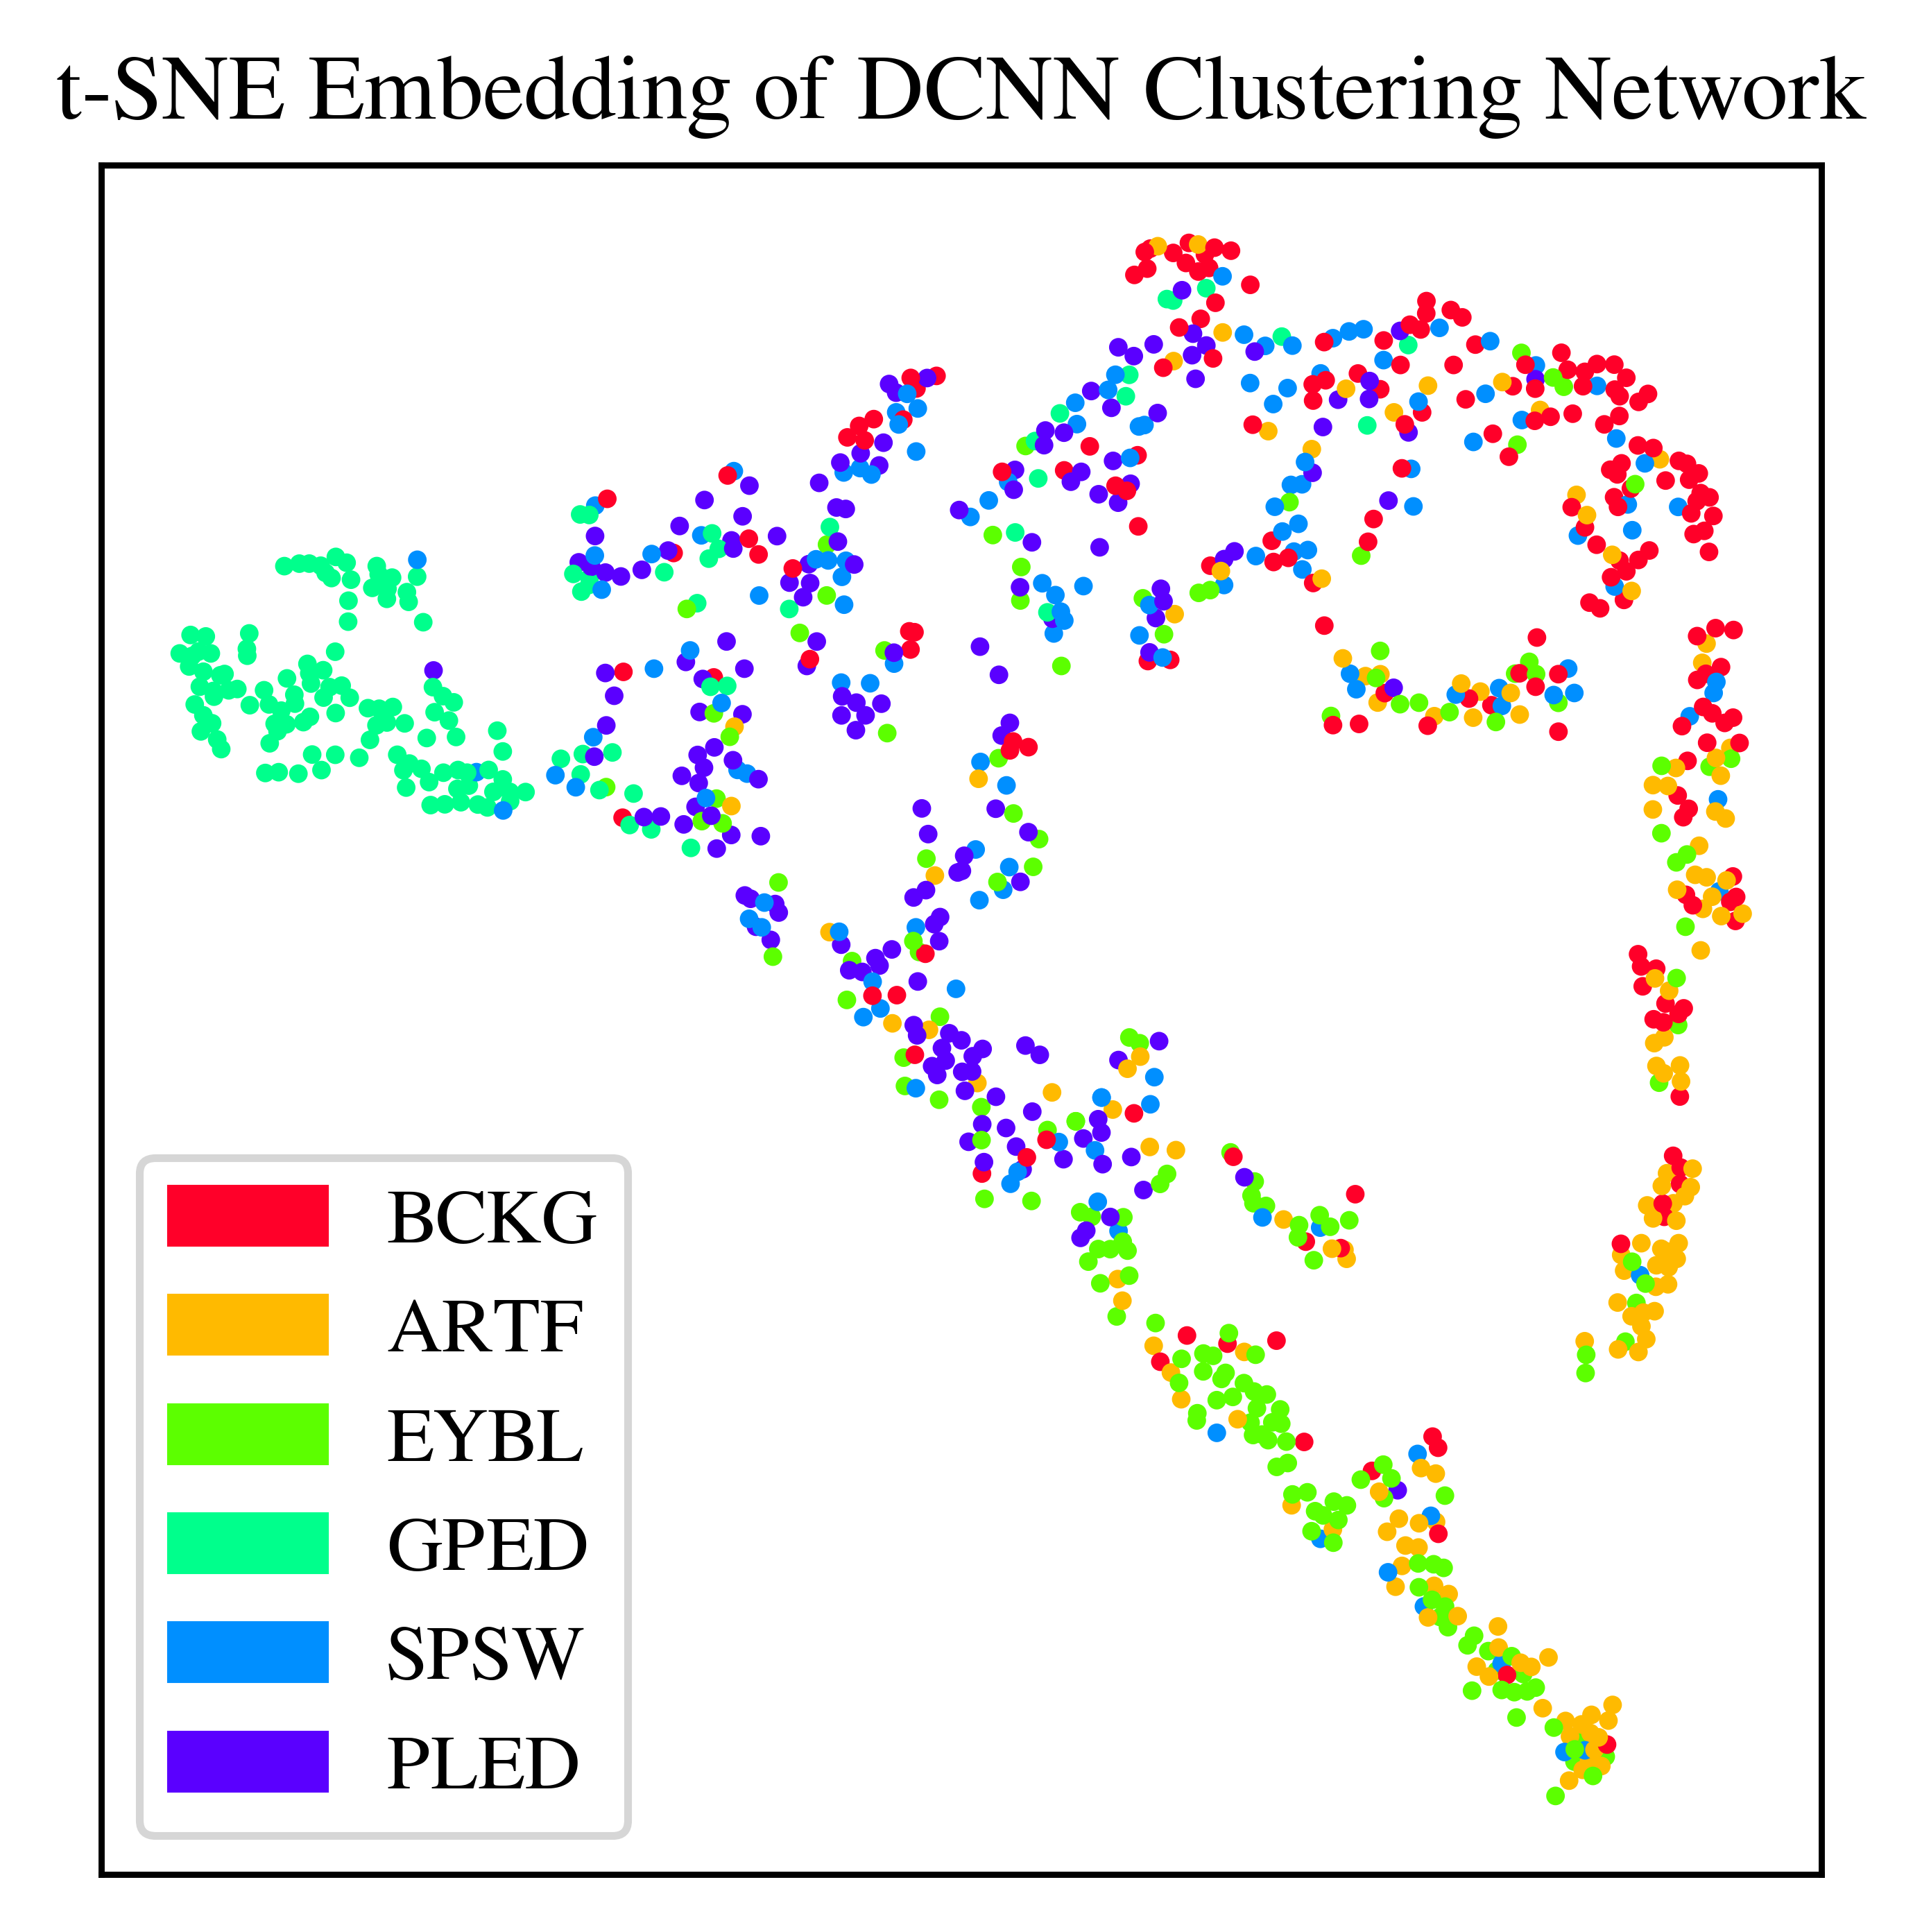 t-SNE Embedding of DCNN Clustering Network
BCKG
ARTF
EYBL
GPED
SPSW
PLED